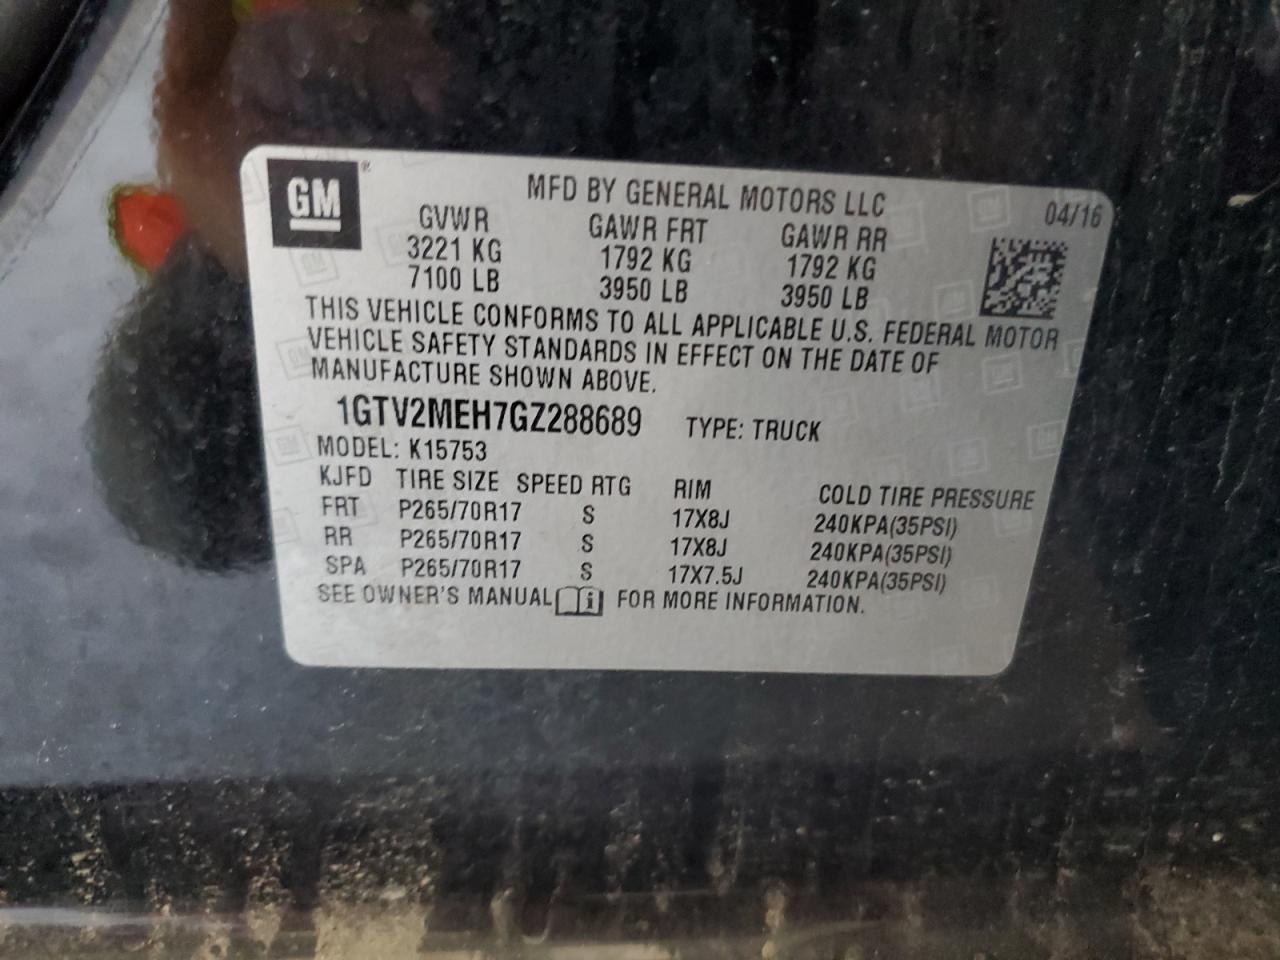 GM ®
MFD BY GENERAL MOTORS LLC
04/16
GVWR GAWR FRT GAWR RR
3221 KG 1792 KG 1792 KG
7100 LB 3950 LB 3950 LB
THIS VEHICLE CONFORMS TO ALL APPLICABLE U.S. FEDERAL MOTOR
VEHICLE SAFETY STANDARDS IN EFFECT ON THE DATE OF
MANUFACTURE SHOWN ABOVE.
1GTV2MEH7GZ288689 TYPE: TRUCK
MODEL: K15753
KJFD TIRE SIZE SPEED RTG RIM COLD TIRE PRESSURE
FRT P265/70R17 S 17X8J 240KPA(35PSI)
RR P265/70R17 S 17X8J 240KPA(35PSI)
SPA P265/70R17 S 17X7.5J 240KPA(35PSI)
SEE OWNER'S MANUAL i FOR MORE INFORMATION.